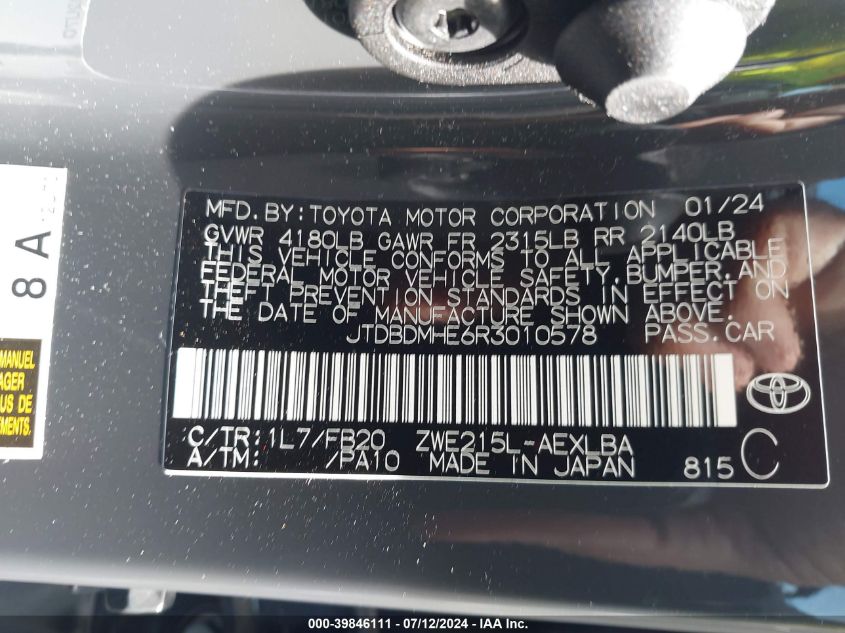 MFD.BY:TOYOTA MOTOR CORPORATION 01/24
GVWR 4180LB GAWR FR 2315LB RR 2140LB
THIS VEHICLE CONFORMS TO ALL APPLICABLE
FEDERAL MOTOR VEHICLE SAFETY,BUMPER,AND
THEFT PREVENTION STANDARDS IN EFFECT ON
THE DATE OF MANUFACTURE SHOWN ABOVE.
JTDBDMHE6R3010578 PASS.CAR
C/TR:1L7/FB20 ZWE215L-AEXLBA
A/TM: /PA10 MADE IN JAPAN 815 C
8 A
MANUEL
AGER
US DE
EMENTS.
000-39846111 / 07/12/2024 - IAA Inc.